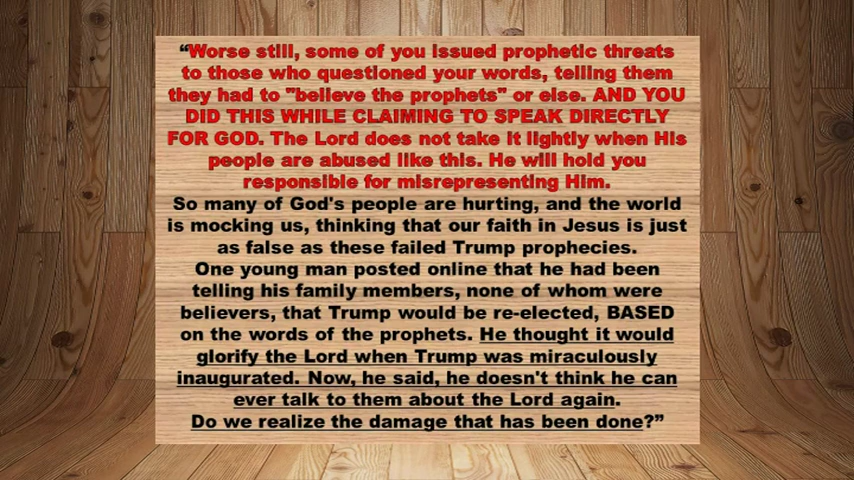 “Worse still, some of you issued prophetic threats
to those who questioned your words, telling them
they had to "believe the prophets" or else. AND YOU
DID THIS WHILE CLAIMING TO SPEAK DIRECTLY
FOR GOD. The Lord does not take it lightly when His
people are abused like this. He will hold you
responsible for misrepresenting Him.
So many of God's people are hurting, and the world
is mocking us, thinking that our faith in Jesus is just
as false as these failed Trump prophecies.
One young man posted online that he had been
telling his family members, none of whom were
believers, that Trump would be re-elected, BASED
on the words of the prophets. He thought it would
glorify the Lord when Trump was miraculously
inaugurated. Now, he said, he doesn't think he can
ever talk to them about the Lord again.
Do we realize the damage that has been done?”